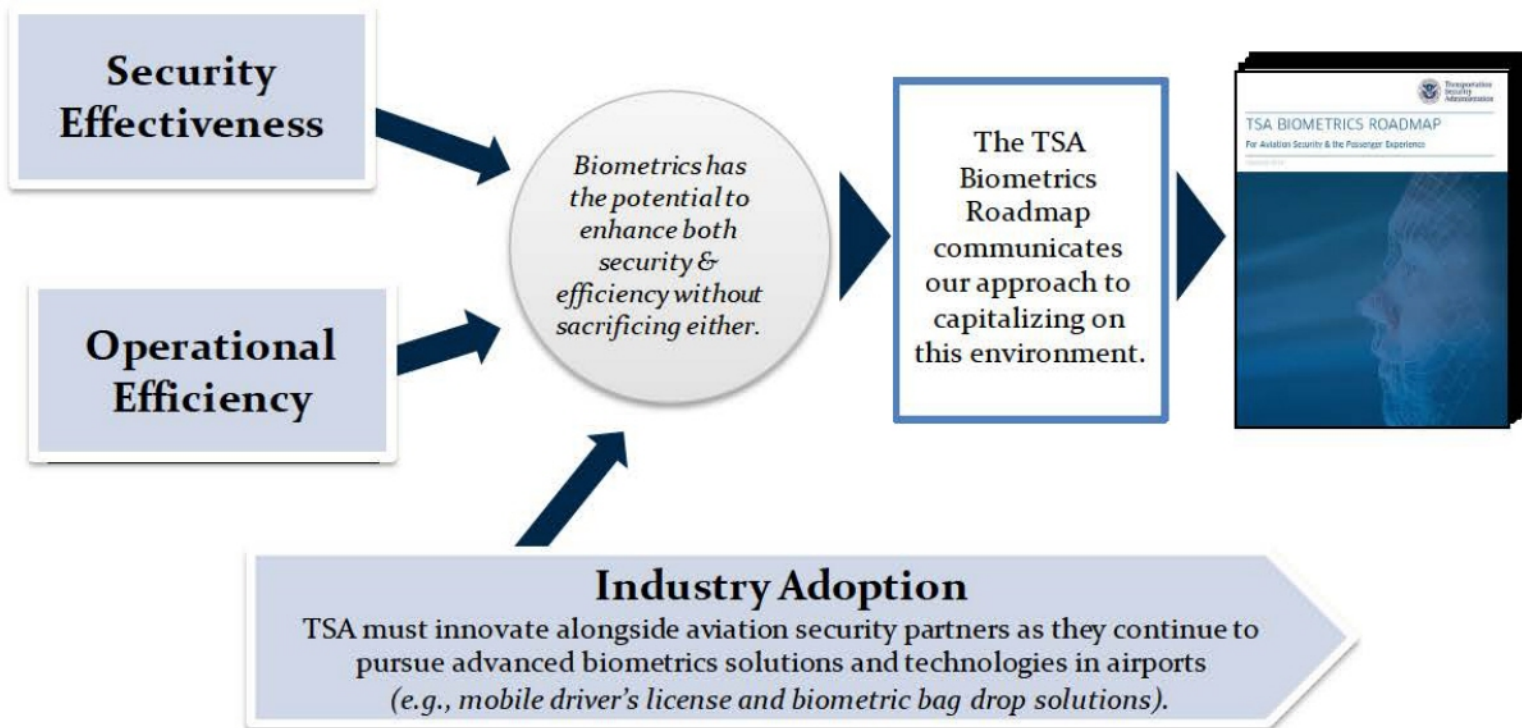 Security
Effectiveness
Operational
Efficiency
Biometrics has
the potential to
enhance both
security &
efficiency without
sacrificing either.
The TSA
Biometrics
Roadmap
communicates
our approach to
capitalizing on
this environment.
Transportation
Security
Administration
TSA BIOMETRICS ROADMAP
For Aviation Security & the Passenger Experience
Industry Adoption
TSA must innovate alongside aviation security partners as they continue to
pursue advanced biometrics solutions and technologies in airports
(e.g., mobile driver's license and biometric bag drop solutions).